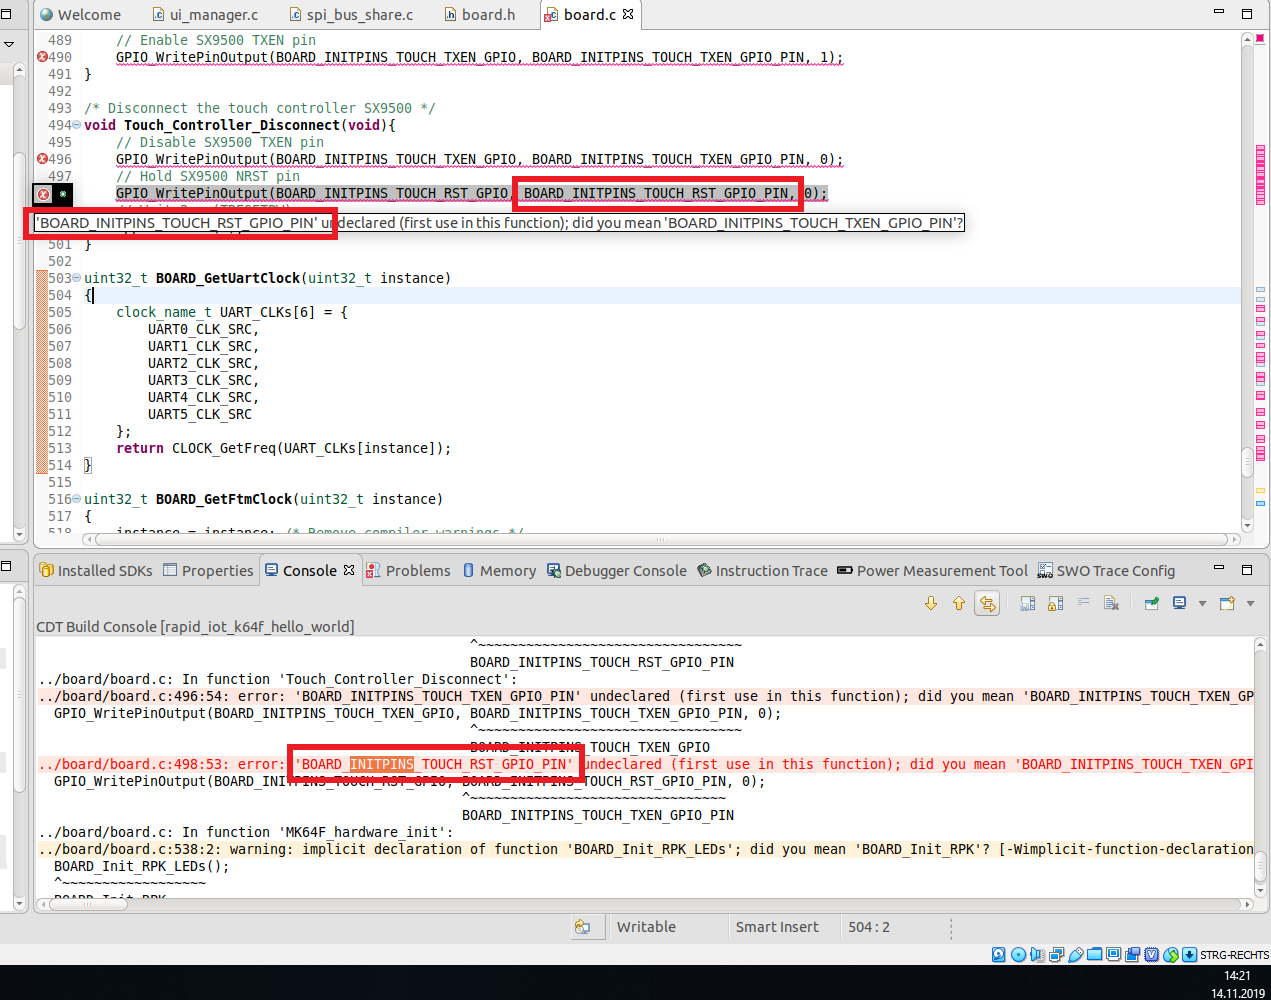 Welcome ui_manager.c spi_bus_share.c board.h board.c
489 // Enable SX9500 TXEN pin
490 GPIO_WritePinOutput(BOARD_INITPINS_TOUCH_TXEN_GPIO, BOARD_INITPINS_TOUCH_TXEN_GPIO_PIN, 1);
491 }
492
493 /* Disconnect the touch controller SX9500 */
494 void Touch_Controller_Disconnect(void){
495 // Disable SX9500 TXEN pin
496 GPIO_WritePinOutput(BOARD_INITPINS_TOUCH_TXEN_GPIO, BOARD_INITPINS_TOUCH_TXEN_GPIO_PIN, 0);
497 // Hold SX9500 NRST pin
GPIO_WritePinOutput(BOARD_INITPINS_TOUCH_RST_GPIO, BOARD_INITPINS_TOUCH_RST_GPIO_PIN, 0);
'BOARD_INITPINS_TOUCH_RST_GPIO_PIN' undeclared (first use in this function); did you mean 'BOARD_INITPINS_TOUCH_TXEN_GPIO_PIN'?
501 }
502
503 uint32_t BOARD_GetUartClock(uint32_t instance)
504 {
505 clock_name_t UART_CLKs[6] = {
506 UART0_CLK_SRC,
507 UART1_CLK_SRC,
508 UART2_CLK_SRC,
509 UART3_CLK_SRC,
510 UART4_CLK_SRC,
511 UART5_CLK_SRC
512 };
513 return CLOCK_GetFreq(UART_CLKs[instance]);
514 }
515
516 uint32_t BOARD_GetFtmClock(uint32_t instance)
517 {
518 instance = instance; /* Remove compiler warnings */
Installed SDKs Properties Console Problems Memory Debugger Console Instruction Trace Power Measurement Tool SWO Trace Config
CDT Build Console [rapid_iot_k64f_hello_world]
^~~~~~~~~~~~~~~~~~~~~~~~~~~~~~~~~~
BOARD_INITPINS_TOUCH_RST_GPIO_PIN
../board/board.c: In function 'Touch_Controller_Disconnect':
../board/board.c:496:54: error: 'BOARD_INITPINS_TOUCH_TXEN_GPIO_PIN' undeclared (first use in this function); did you mean 'BOARD_INITPINS_TOUCH_TXEN_GP
GPIO_WritePinOutput(BOARD_INITPINS_TOUCH_TXEN_GPIO, BOARD_INITPINS_TOUCH_TXEN_GPIO_PIN, 0);
^~~~~~~~~~~~~~~~~~~~~~~~~~~~~~~~~~
BOARD_INITPINS_TOUCH_TXEN_GPIO
../board/board.c:498:53: error: 'BOARD_INITPINS_TOUCH_RST_GPIO_PIN' undeclared (first use in this function); did you mean 'BOARD_INITPINS_TOUCH_TXEN_GPI
GPIO_WritePinOutput(BOARD_INITPINS_TOUCH_RST_GPIO, BOARD_INITPINS_TOUCH_RST_GPIO_PIN, 0);
^~~~~~~~~~~~~~~~~~~~~~~~~~~~~~~~~
BOARD_INITPINS_TOUCH_TXEN_GPIO_PIN
../board/board.c: In function 'MK64F_hardware_init':
../board/board.c:538:2: warning: implicit declaration of function 'BOARD_Init_RPK_LEDs'; did you mean 'BOARD_Init_RPK'? [-Wimplicit-function-declaration
BOARD_Init_RPK_LEDs();
^~~~~~~~~~~~~~~~~~~
BOARD_Init_RPK
Writable Smart Insert 504 : 2
STRG-RECHTS
14:21
14.11.2019